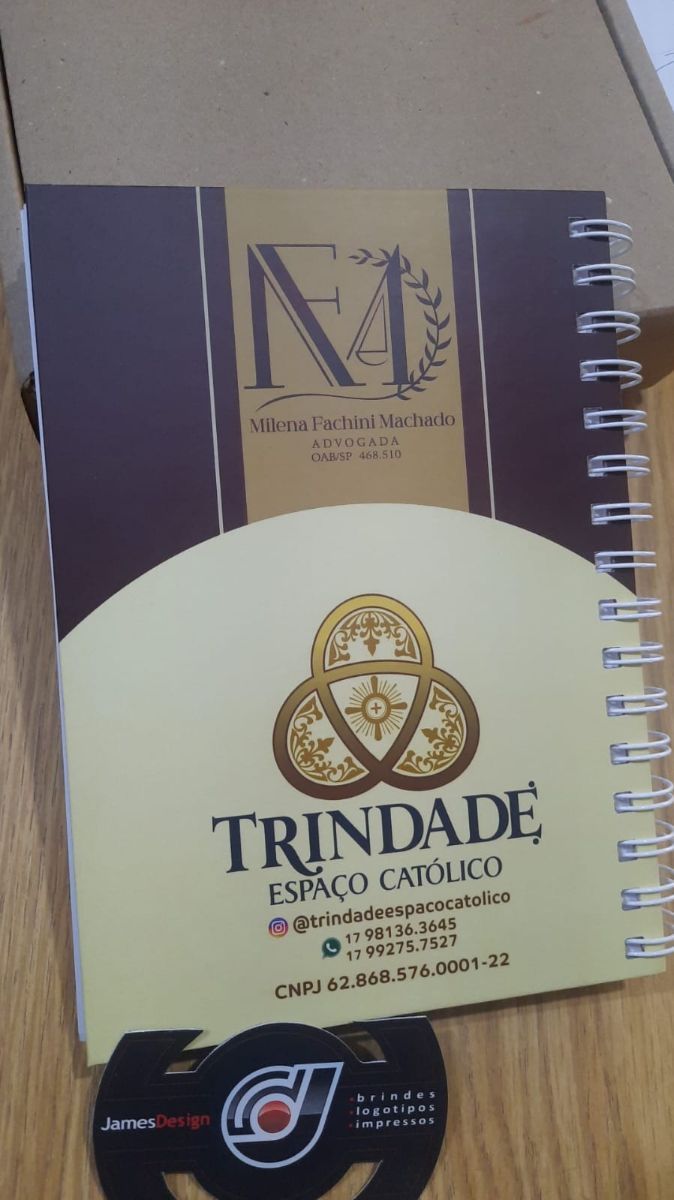 MFM
Milena Fachini Machado
ADVOGADA
OAB/SP 468.510
TRINDADE
ESPAÇO CATÓLICO
@trindadeespacocatolico
17 98136.3645
17 99275.7527
CNPJ 62.868.576.0001-22
JamesDesign
brindes
logotipos
impressos